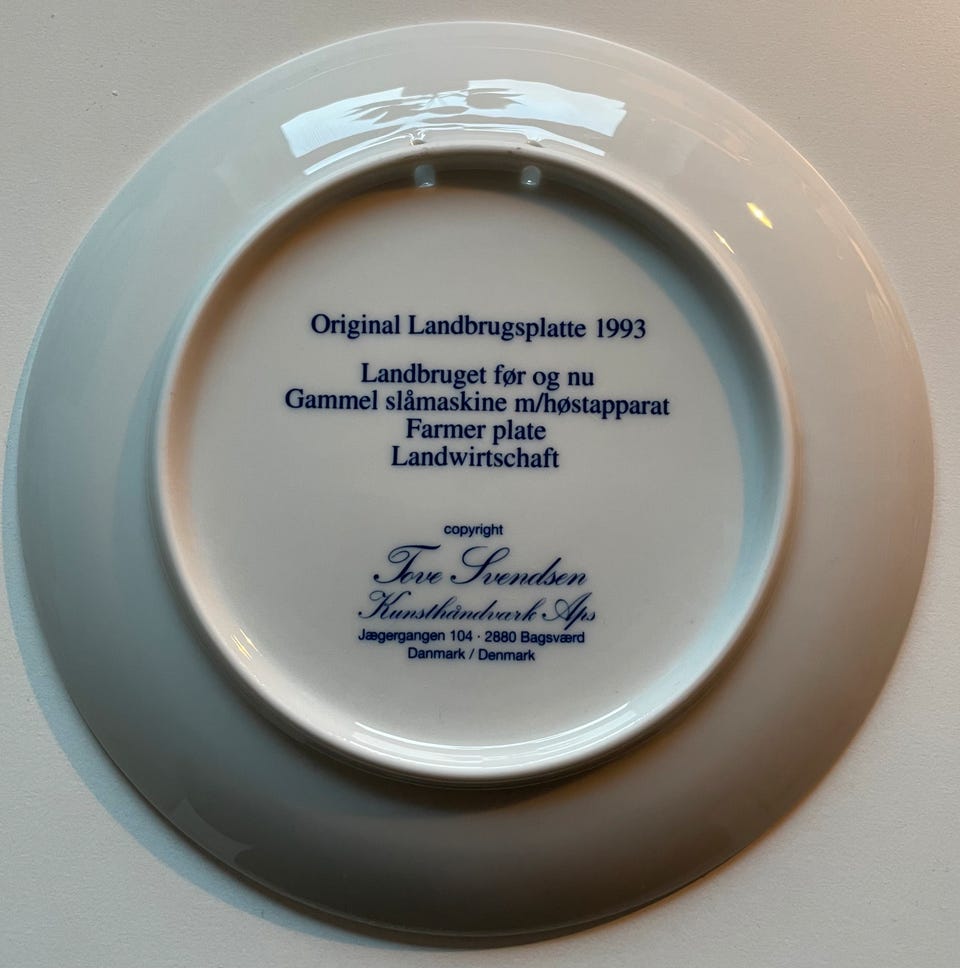 Original Landbrugsplatte 1993
Landbruget før og nu
Gammel slåmaskine m/høstapparat
Farmer plate
Landwirtschaft
copyright
Tove Svendsen
Kunsthåndværk Aps
Jægergangen 104 · 2880 Bagsværd
Danmark / Denmark